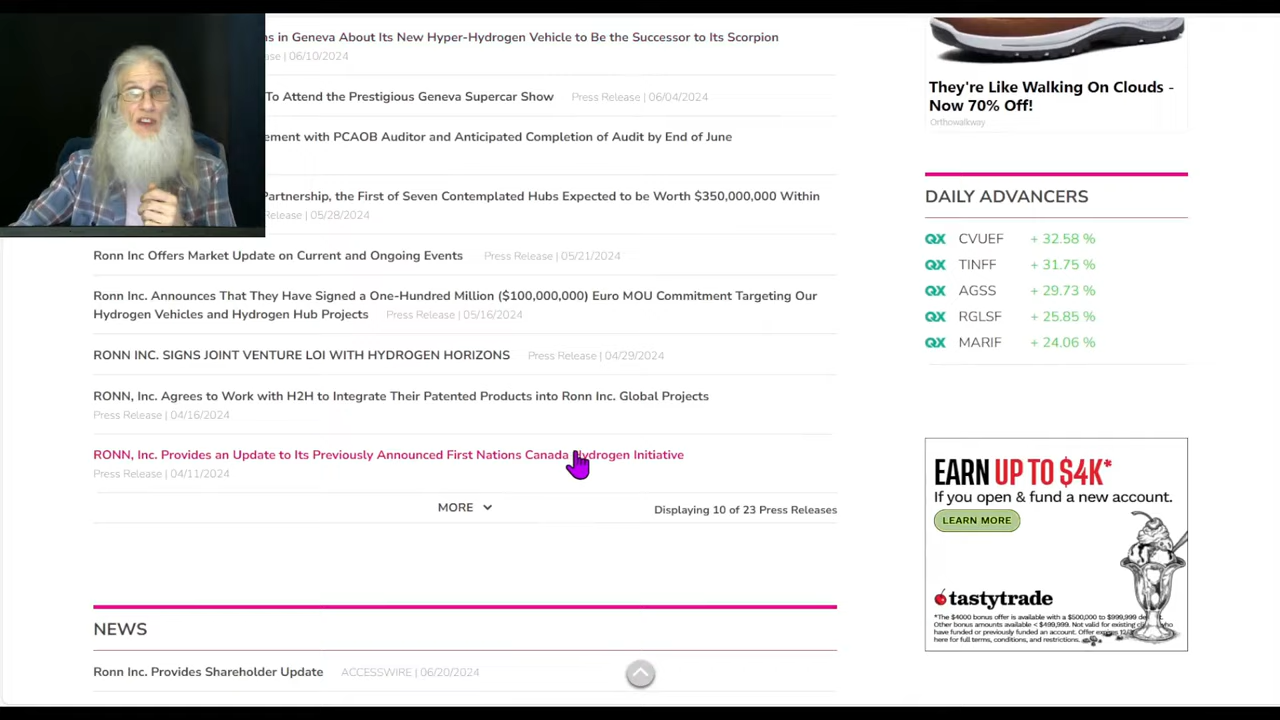 ns in Geneva About Its New Hyper-Hydrogen Vehicle to Be the Successor to Its Scorpion
ase | 06/10/2024
To Attend the Prestigious Geneva Supercar Show Press Release | 06/04/2024
ement with PCAOB Auditor and Anticipated Completion of Audit by End of June
Partnership, the First of Seven Contemplated Hubs Expected to be Worth $350,000,000 Within
Release | 05/28/2024
Ronn Inc Offers Market Update on Current and Ongoing Events Press Release | 05/21/2024
Ronn Inc. Announces That They Have Signed a One-Hundred Million ($100,000,000) Euro MOU Commitment Targeting Our
Hydrogen Vehicles and Hydrogen Hub Projects Press Release | 05/16/2024
RONN INC. SIGNS JOINT VENTURE LOI WITH HYDROGEN HORIZONS Press Release | 04/29/2024
RONN, Inc. Agrees to Work with H2H to Integrate Their Patented Products into Ronn Inc. Global Projects
Press Release | 04/16/2024
RONN, Inc. Provides an Update to Its Previously Announced First Nations Canada Hydrogen Initiative
Press Release | 04/11/2024
MORE
Displaying 10 of 23 Press Releases
NEWS
Ronn Inc. Provides Shareholder Update ACCESSWIRE | 06/20/2024
They're Like Walking On Clouds -
Now 70% Off!
Orthowalkway
DAILY ADVANCERS
QX CVUEF + 32.58 %
QX TINFF + 31.75 %
QX AGSS + 29.73 %
QX RGLSF + 25.85 %
QX MARIF + 24.06 %
EARN UP TO $4K*
If you open & fund a new account.
LEARN MORE
tastytrade
*The $4000 bonus offer is available with a $500,000 to $999,999
Other bonus amounts available < $499,999. Not valid for existing who
have funded or previously funded an account. Offer
here for full terms, conditions, and restrictions.